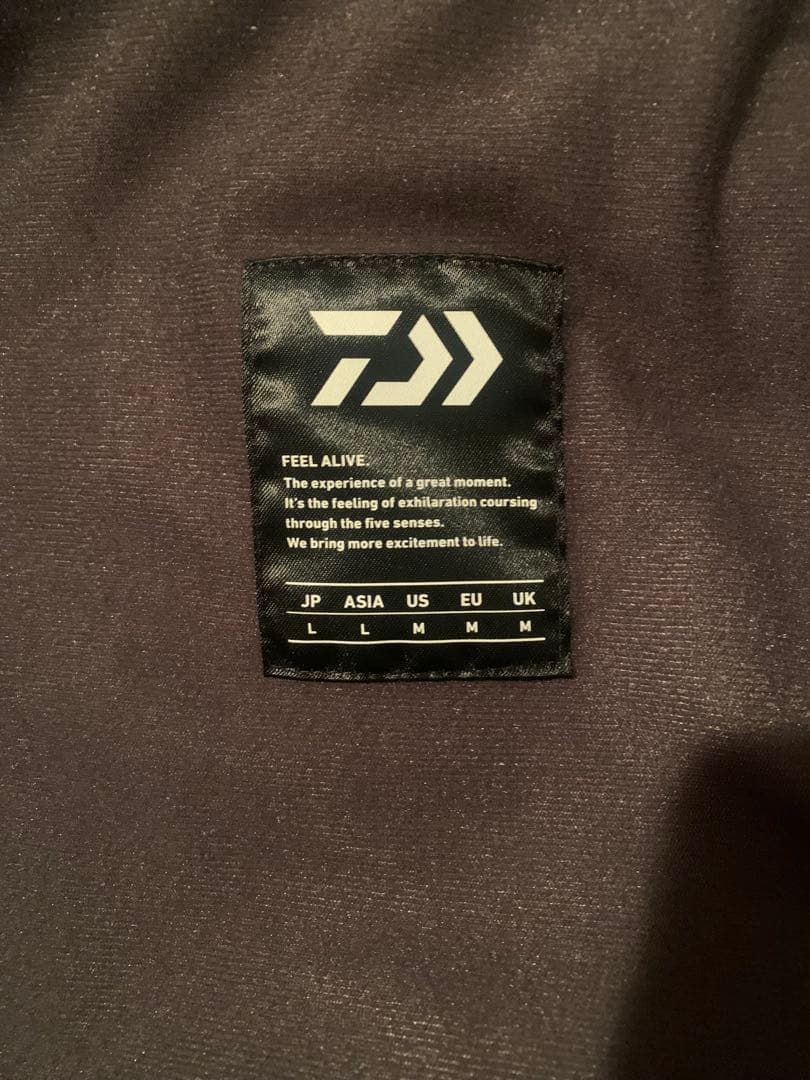 FEEL ALIVE.
The experience of a great moment.
It's the feeling of exhilaration coursing
through the five senses.
We bring more excitement to life.
JP ASIA US EU UK
L L M M M